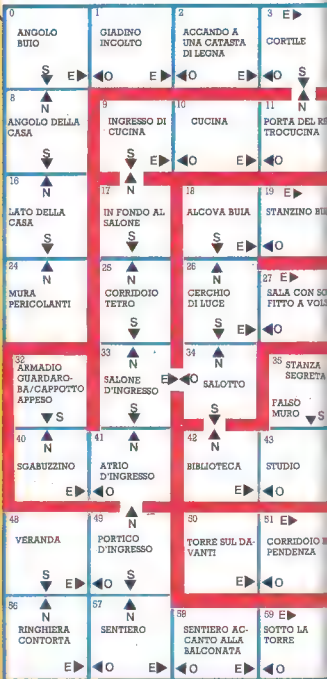 0
ANGOLO
BUIO
S
E
1
GIADINO
INCOLTO
O
E
2
ACCANDO A
UNA CATASTA
DI LEGNA
O
E
3 E
CORTILE
O
S
8
N
ANGOLO DELLA
CASA
S
9
INGRESSO DI
CUCINA
S
E
10
CUCINA
O
E
11
N
PORTA DEL
TROCUCINA
O
16
N
LATO DELLA
CASA
S
17
N
IN FONDO AL
SALONE
S
18
ALCOVA BUIA
S
E
19 E
STANZINO
O
24
N
MURA
PERICOLANTI
25
N
CORRIDOIO
TETRO
S
26
N
CERCHIO
DI LUCE
S
E
27 E
SALA CON
FITTO A
O
32
ARMADIO
GUARDARO-
BA/CAPPOTTO
APPESO
S
33
N
SALONE
D'INGRESSO
S
E
34
N
O
SALOTTO
S
35
STANZA
SEGRETA
FALSO
MURO
S
40
N
SGABUZZINO
E
41
N
ATRIO
D'INGRESSO
O
S
42
N
BIBLIOTECA
E
43
N
STUDIO
O
48
VERANDA
S
E
49
N
PORTICO
D'INGRESSO
O
S
50
TORRE SUL DA-
VANTI
51 E
CORRIDOIO
PENDENZA
O
56
N
RINGHIERA
CONTORTA
E
57
N
SENTIERO
O
E
58
SENTIERO AC-
CANTO ALLA
BALCONATA
O
E
59 E
SOTTO LA
TORRE
O